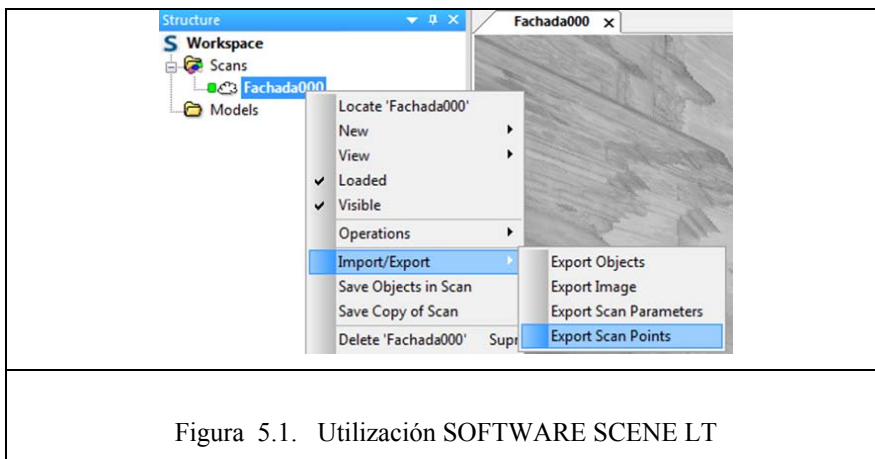 Structure
Fachada000 x
S Workspace
Scans
Fachada000
Models
Locate 'Fachada000'
New
View
Loaded
Visible
Operations
Import/Export
Save Objects in Scan
Save Copy of Scan
Delete 'Fachada000' Supr
Export Objects
Export Image
Export Scan Parameters
Export Scan Points
Figura 5.1. Utilización SOFTWARE SCENE LT